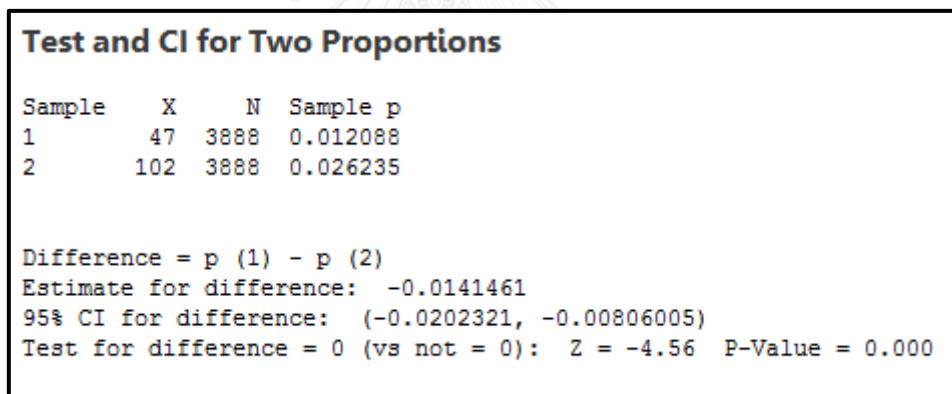 Test and CI for Two Proportions
Sample X N Sample p
1 47 3888 0.012088
2 102 3888 0.026235
Difference = p (1) - p (2)
Estimate for difference: -0.0141461
95% CI for difference: (-0.0202321, -0.00806005)
Test for difference = 0 (vs not = 0): Z = -4.56 P-Value = 0.000